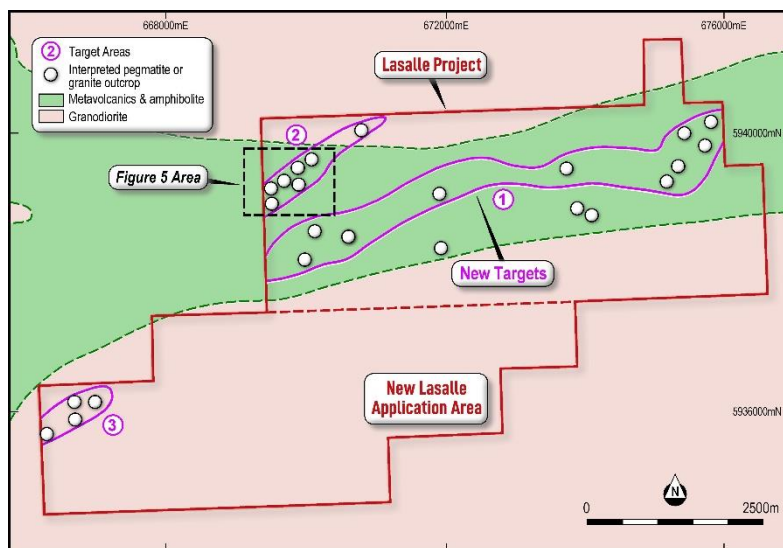 668000mE
672000mE
676000mE
2 Target Areas
Interpreted pegmatite or
granite outcrop
Metavolcanics & amphibolite
Granodiorite
Lasalle Project
5940000mN
2
Figure 5 Area
1
New Targets
New Lasalle
Application Area
5936000mN
3
N
0
2500m